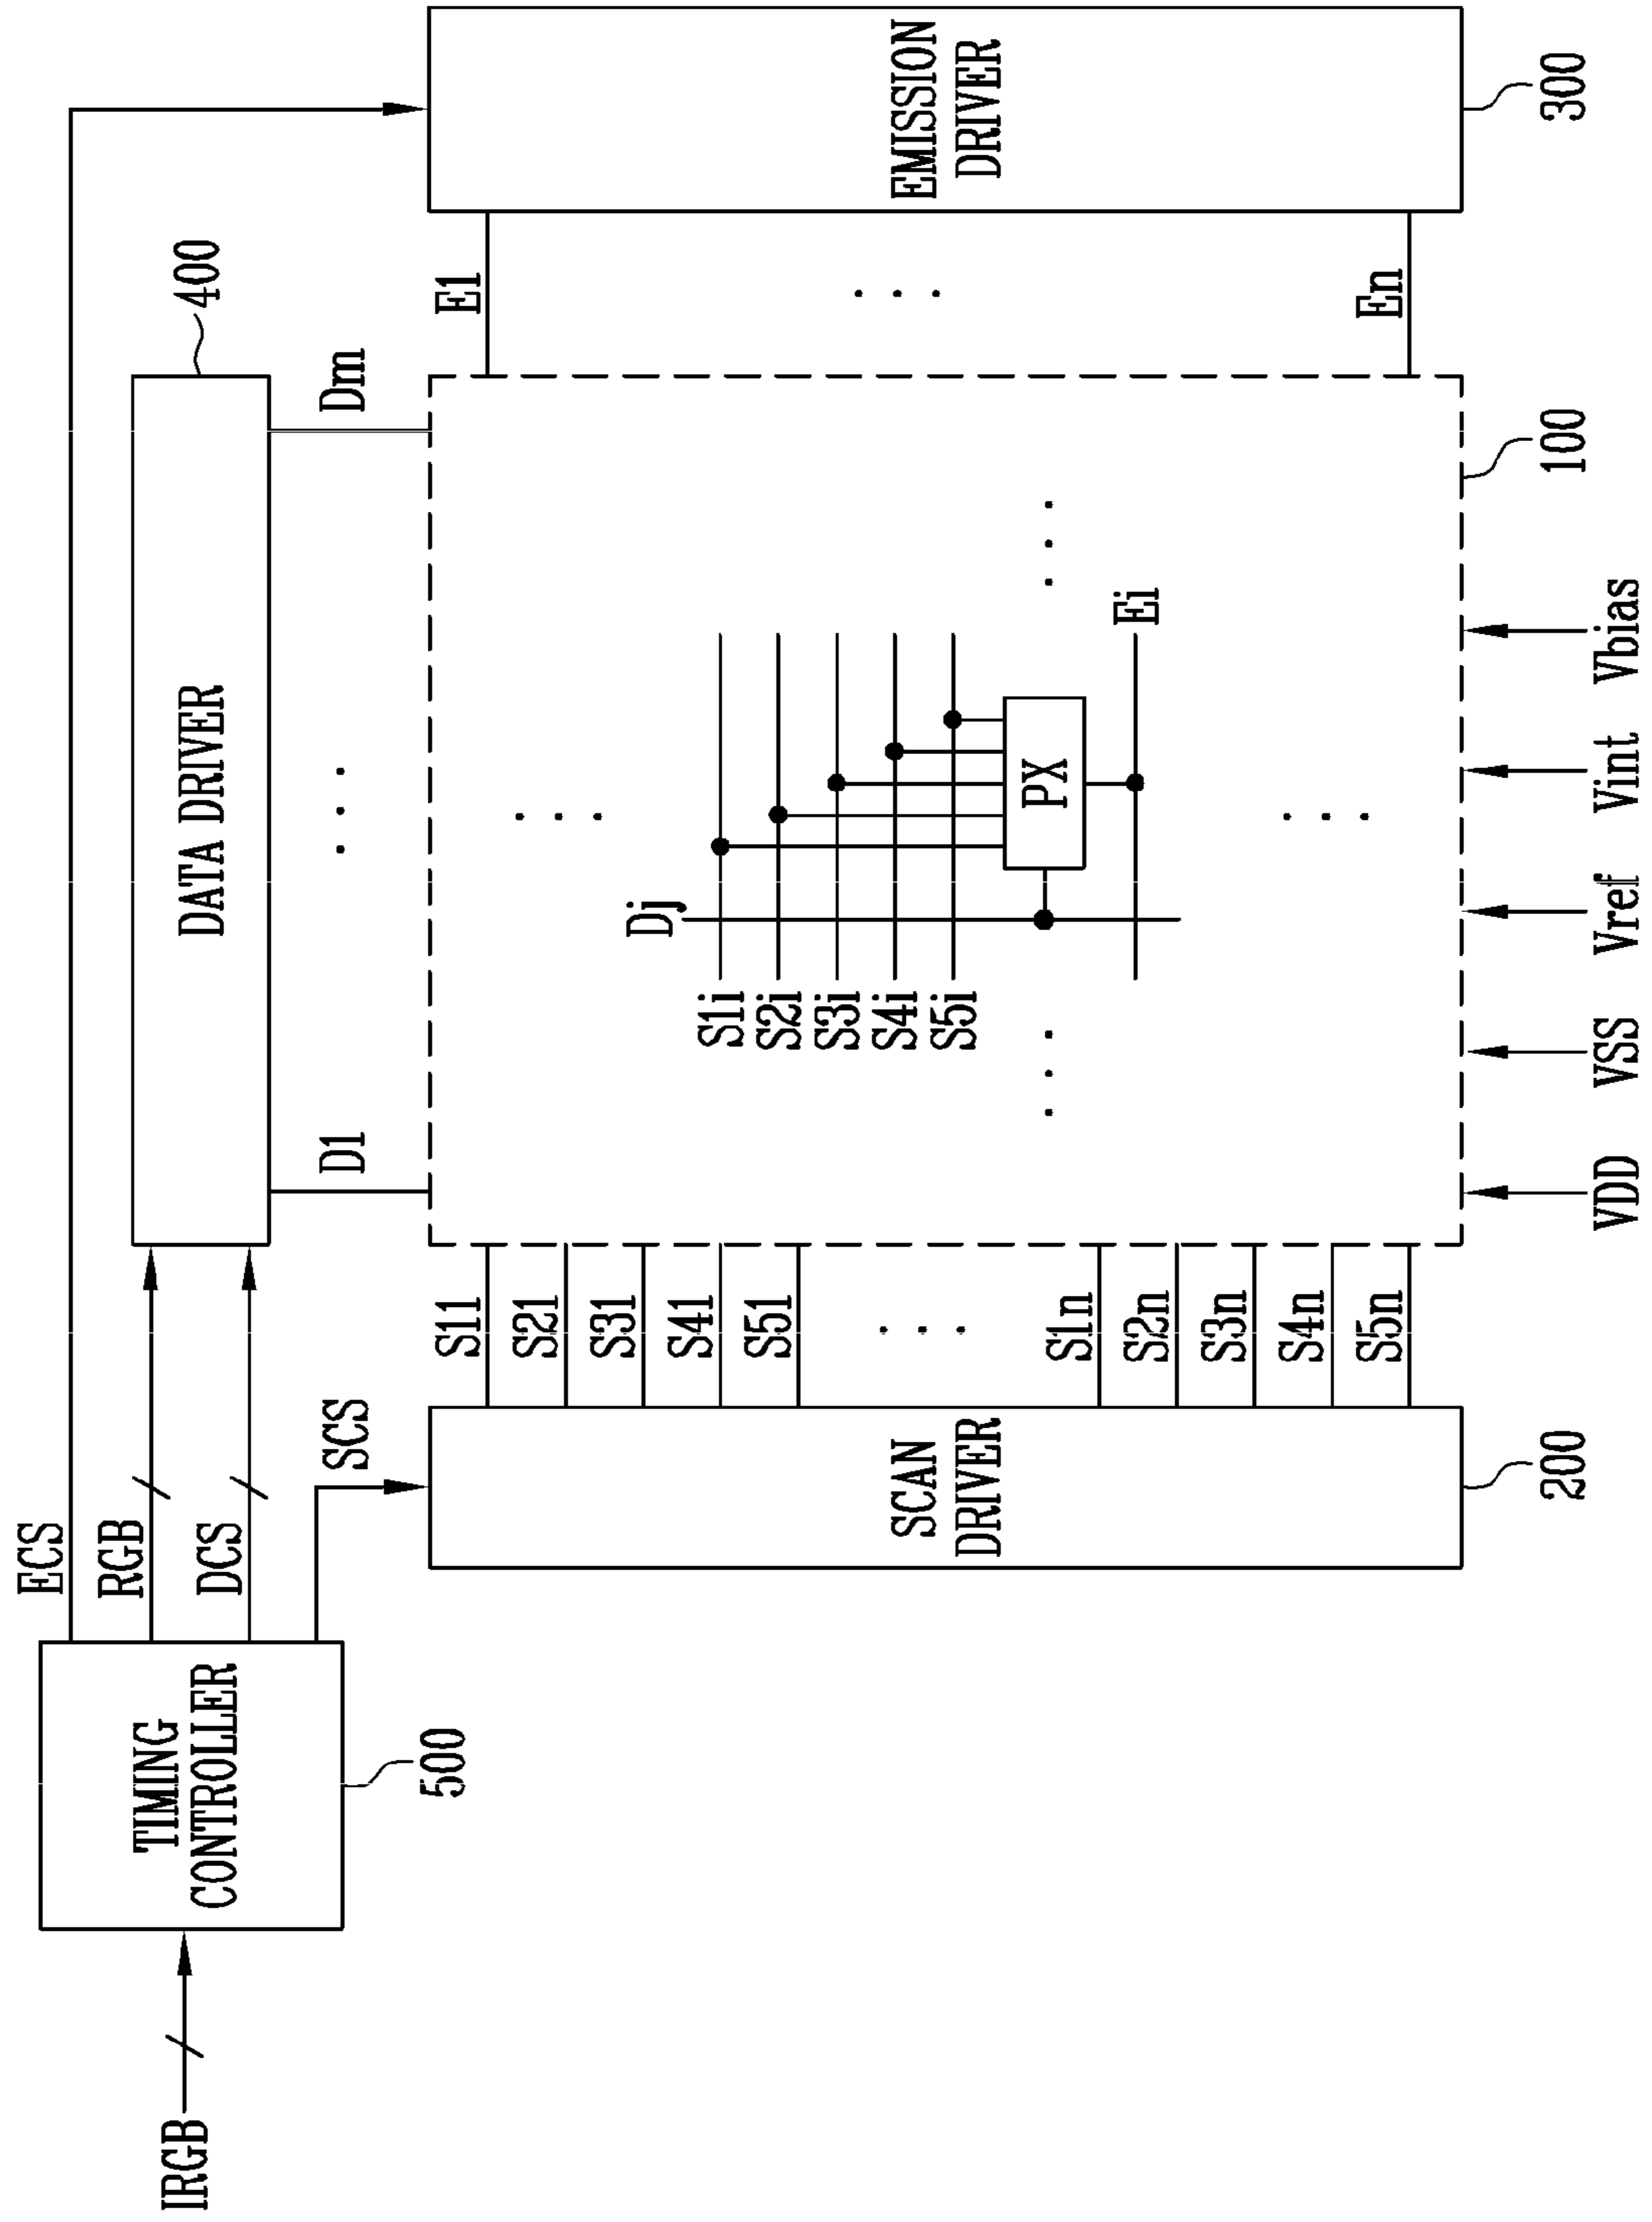 IRGB
TIMING
CONTROLLER
500
ECS
RGB
DCS
SCS
DATA DRIVER
400
D1
. . .
Dm
SCAN
DRIVER
200
S11
S21
S31
S41
S51
S1n
S2n
S3n
S4n
S5n
Dj
S1i
S2i
S3i
S4i
S5i
PX
Ei
100
E1
En
EMISSION
DRIVER
300
VDD
VSS
Vref
Vint
Vbias